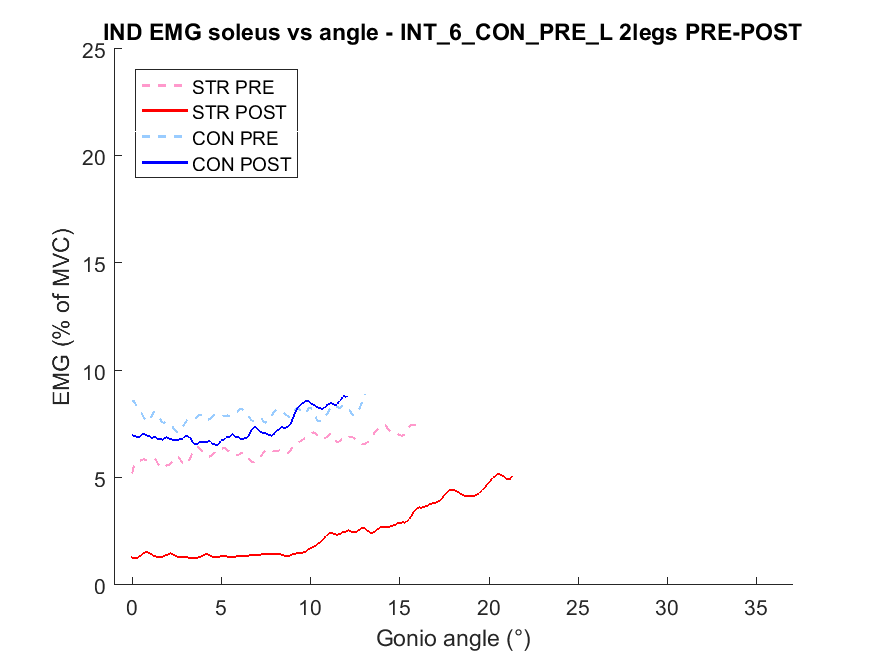 IND EMG soleus vs angle - INT_6_CON_PRE_L 2legs PRE-POST
25
20
15
10
5
0
EMG (% of MVC)
STR PRE
STR POST
CON PRE
CON POST
0 5 10 15 20 25 30 35
Gonio angle (°)